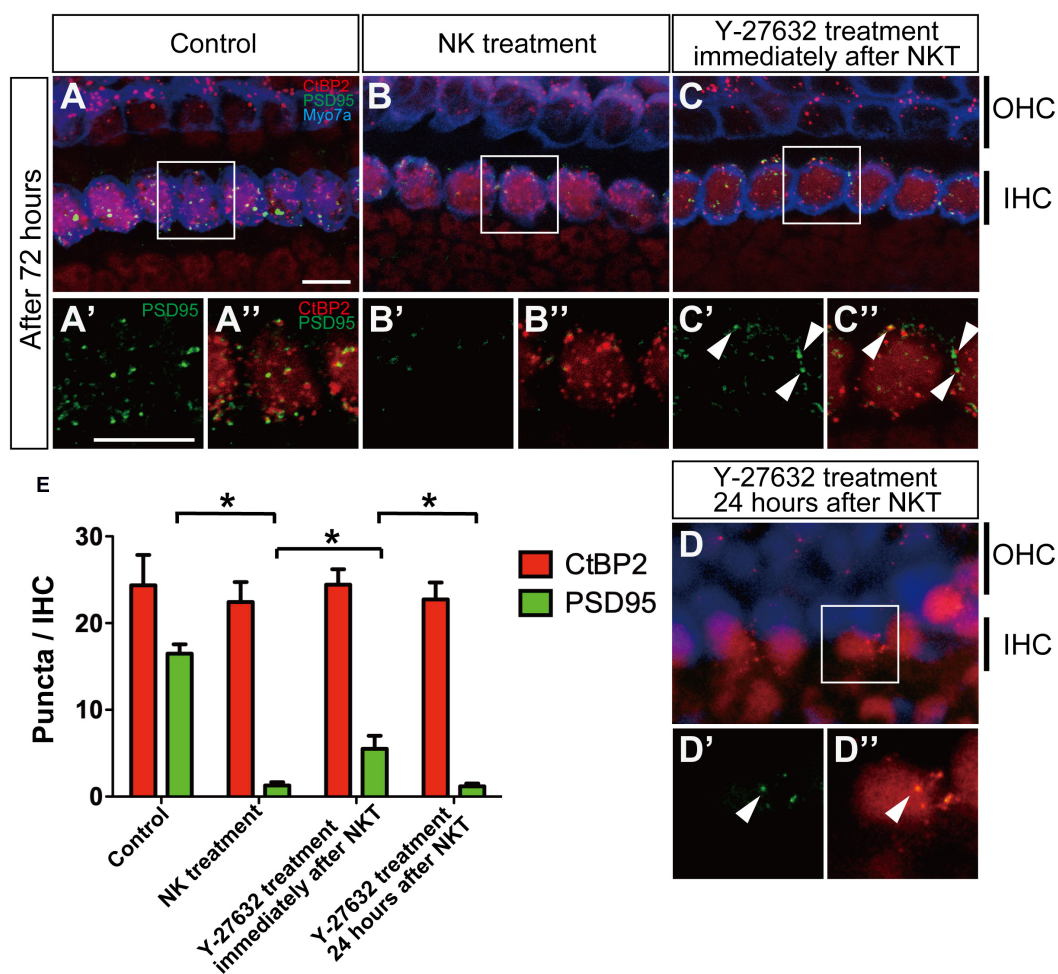 Control
NK treatment
Y-27632 treatment
immediately after NKT
After 72 hours
A
CtBP2
PSD95
Myo7a
B
C
OHC
IHC
A'
PSD95
A''
CtBP2
PSD95
B'
B''
C'
C''
Y-27632 treatment
24 hours after NKT
D
OHC
IHC
D'
D''
E
*
*
*
30
20
10
0
Puncta / IHC
CtBP2
PSD95
Control
NK treatment
Y-27632 treatment
immediately after NKT
Y-27632 treatment
24 hours after NKT